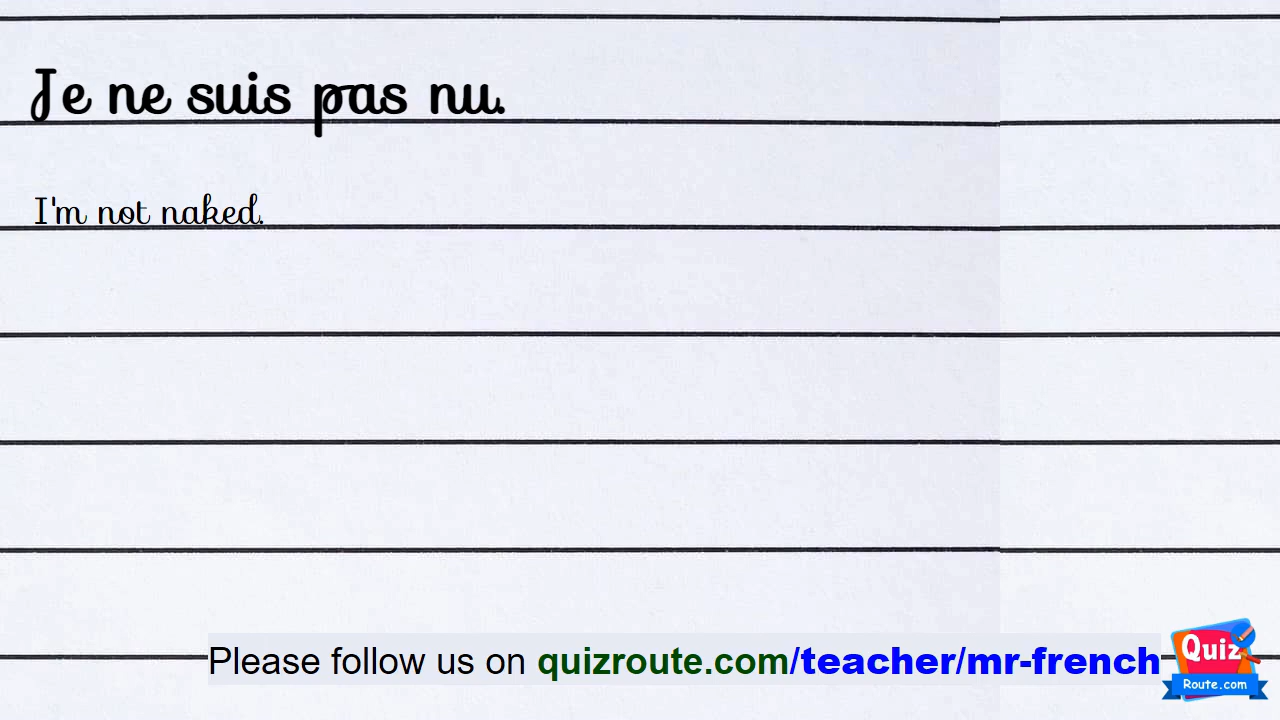 Je ne suis pas nu.
I'm not naked.
Please follow us on quizroute.com/teacher/mr-french
Quiz
Route.com